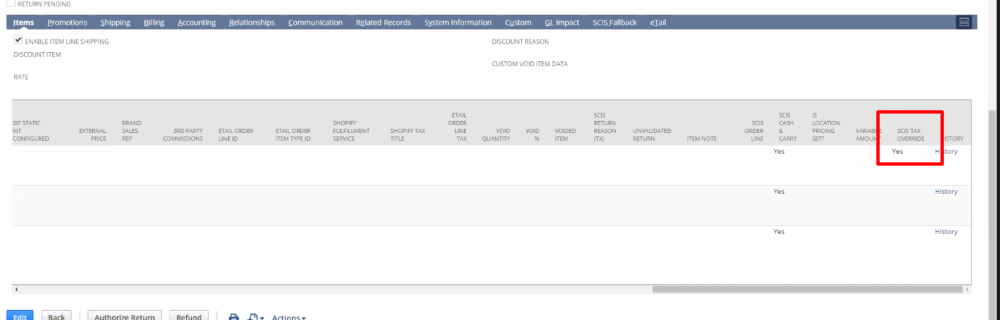 RETURN PENDING
Items Promotions Shipping Billing Accounting Relationships Communication Related Records System Information Custom GL Impact SCIS Fallback eTail
ENABLE ITEM LINE SHIPPING
DISCOUNT REASON
DISCOUNT ITEM
CUSTOM VOID ITEM DATA
RATE
SIT STATIC
KIT
CONFIGURED
EXTERNAL
PRICE
BRAND
SALES
REP
3RD PARTY
COMMISSIONS
ETAIL ORDER
LINE ID
ETAIL ORDER
ITEM TYPE ID
SHOPIFY
FULFILLMENT
SERVICE
SHOPIFY TAX
TITLE
ETAIL
ORDER
LINE
TAX
VOID
QUANTITY
VOID
%
VOIDED
ITEM
SCIS
RETURN
REASON
(TX)
UNVALIDATED
RETURN
ITEM NOTE
SCIS
ORDER
LINE
SCIS
CASH
&
CARRY
IS
LOCATION
PRICING
SET?
VARIABLE
AMOUNT
SCIS TAX
OVERRIDE
ISTORY
Yes Yes History
Yes History
Yes History
Edit Back Authorize Return Refund Actions